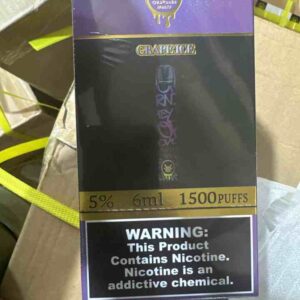 GRAPE ICE
5% 6ml 1500PUFFS
WARNING:
This Product
Contains Nicotine.
Nicotine is an
addictive chemical.